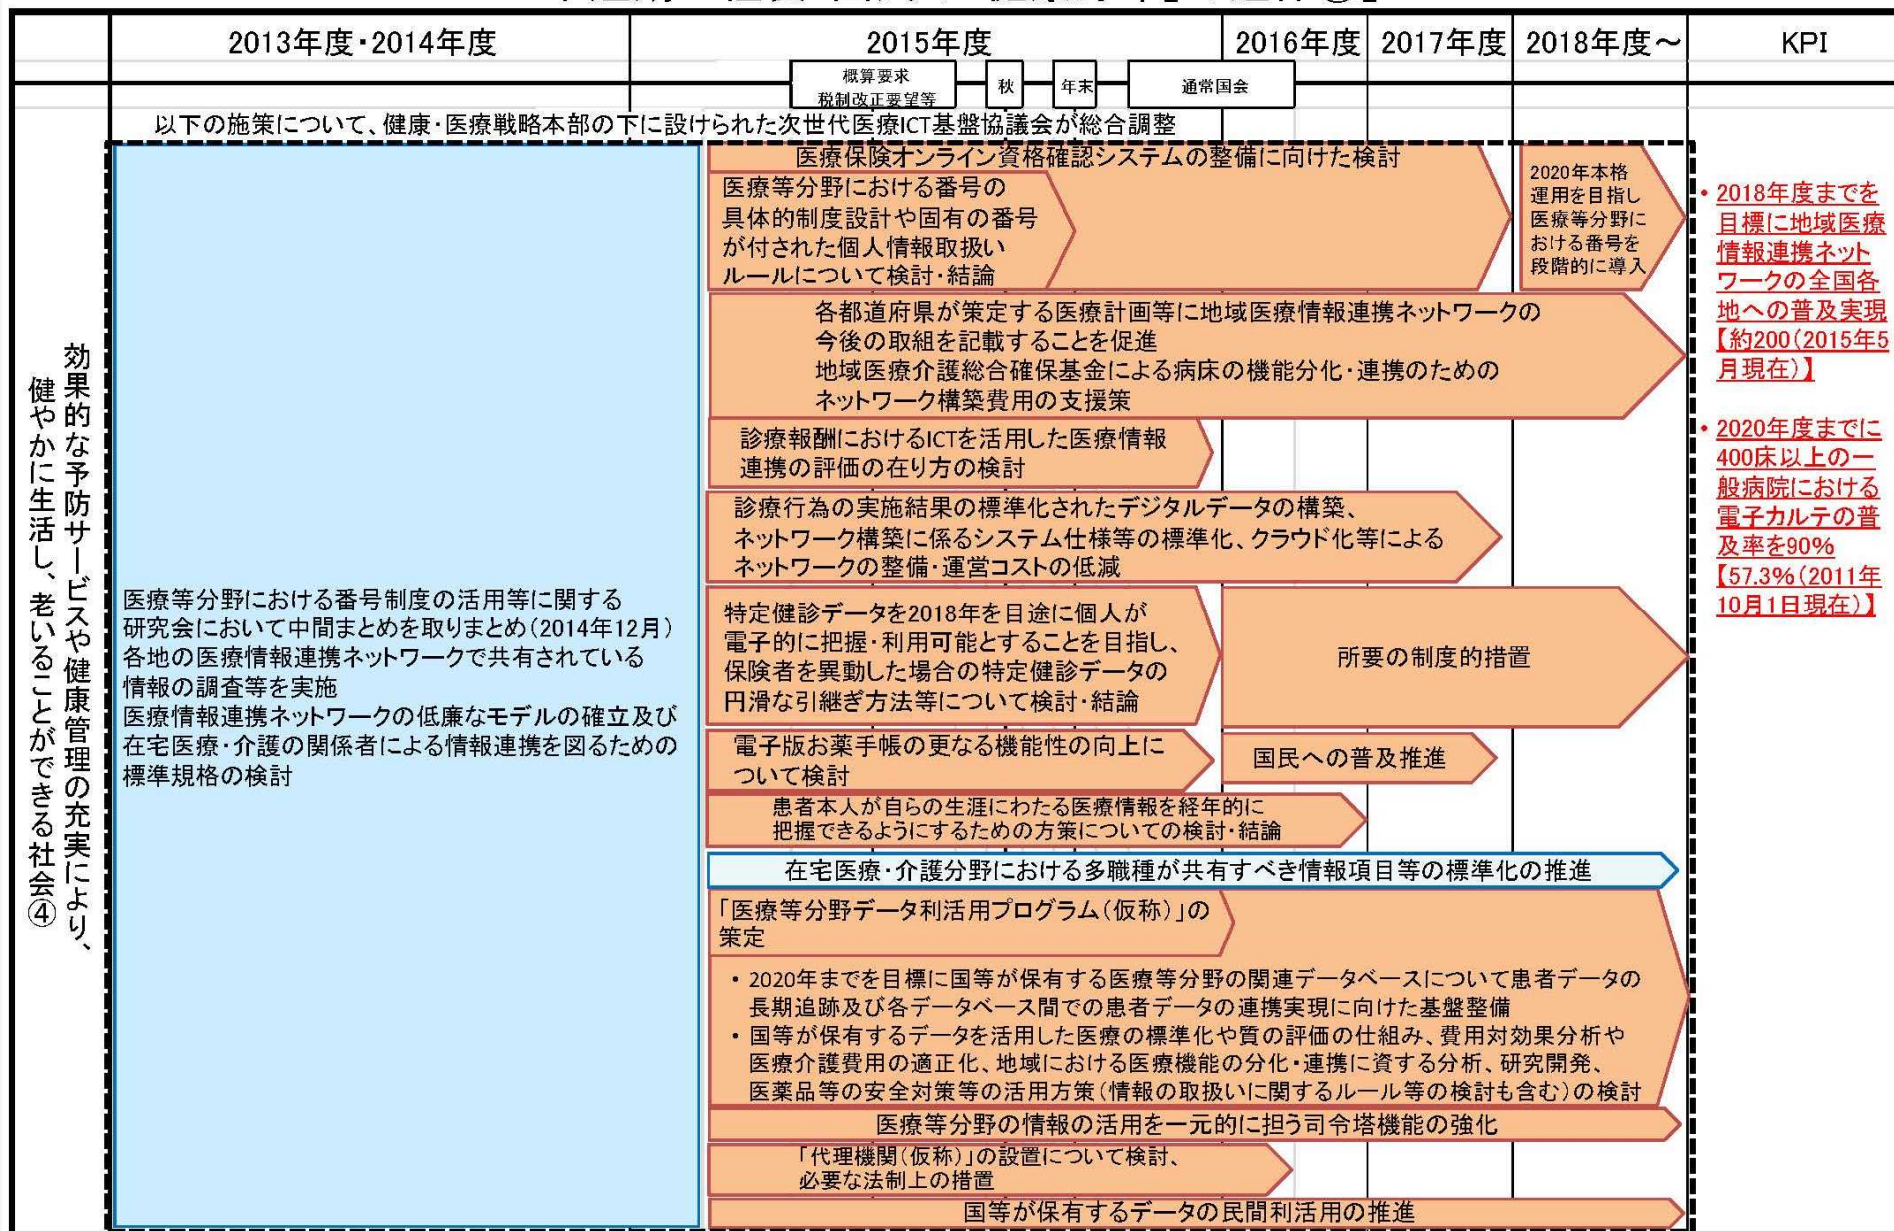 2013年度・2014年度
2015年度
2016年度
2017年度
2018年度～
KPI
概算要求
税制改正要望等
秋
年末
通常国会
以下の施策について、健康・医療戦略本部の下に設けられた次世代医療ICT基盤協議会が総合調整
効果的な予防サービスや健康管理の充実により、
健やかに生活し、老いることができる社会④
医療等分野における番号制度の活用等に関する
研究会において中間まとめを取りまとめ(2014年12月)
各地の医療情報連携ネットワークで共有されている
情報の調査等を実施
医療情報連携ネットワークの低廉なモデルの確立及び
在宅医療・介護の関係者による情報連携を図るための
標準規格の検討
医療保険オンライン資格確認システムの整備に向けた検討
医療等分野における番号の
具体的制度設計や固有の番号
が付された個人情報取扱い
ルールについて検討・結論
2020年本格
運用を目指し
医療等分野に
おける番号を
段階的に導入
各都道府県が策定する医療計画等に地域医療情報連携ネットワークの
今後の取組を記載することを促進
地域医療介護総合確保基金による病床の機能分化・連携のための
ネットワーク構築費用の支援策
診療報酬におけるICTを活用した医療情報
連携の評価の在り方の検討
診療行為の実施結果の標準化されたデジタルデータの構築、
ネットワーク構築に係るシステム仕様等の標準化、クラウド化等による
ネットワークの整備・運営コストの低減
特定健診データを2018年を目途に個人が
電子的に把握・利用可能とすることを目指し、
保険者を異動した場合の特定健診データの
円滑な引継ぎ方法等について検討・結論
所要の制度的措置
電子版お薬手帳の更なる機能性の向上に
ついて検討
国民への普及推進
患者本人が自らの生涯にわたる医療情報を経年的に
把握できるようにするための方策についての検討・結論
在宅医療・介護分野における多職種が共有すべき情報項目等の標準化の推進
「医療等分野データ利活用プログラム(仮称)」の
策定
・2020年までを目標に国等が保有する医療等分野の関連データベースについて患者データの
長期追跡及び各データベース間での患者データの連携実現に向けた基盤整備
・国等が保有するデータを活用した医療の標準化や質の評価の仕組み、費用対効果分析や
医療介護費用の適正化、地域における医療機能の分化・連携に資する分析、研究開発、
医薬品等の安全対策等の活用方策(情報の取扱いに関するルール等の検討も含む)の検討
医療等分野の情報の活用を一元的に担う司令塔機能の強化
「代理機関(仮称)」の設置について検討、
必要な法制上の措置
国等が保有するデータの民間利活用の推進
・2018年度までを
目標に地域医療
情報連携ネット
ワークの全国各
地への普及実現
【約200(2015年5
月現在)】
・2020年度までに
400床以上の一
般病院における
電子カルテの普
及率を90%
【57.3%(2011年
10月1日現在)】